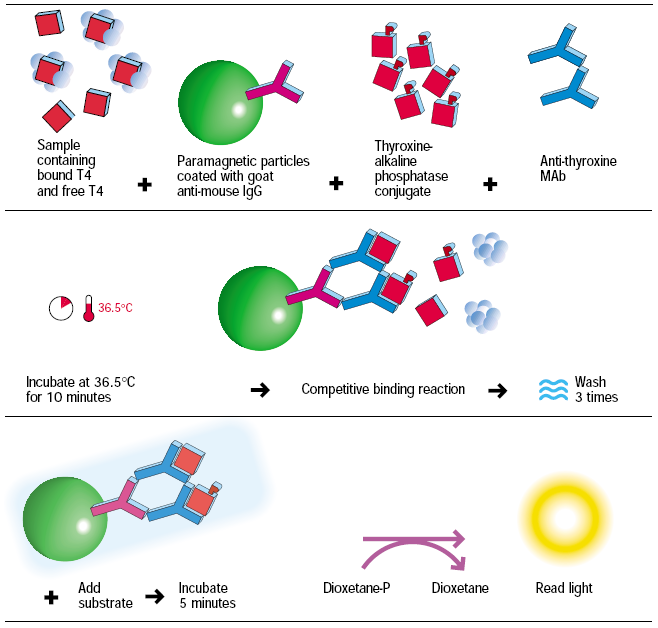 Sample
containing
bound T4
and free T4
+
Paramagnetic particles
coated with goat
anti-mouse IgG
+
Thyroxine-
alkaline
phosphatase
conjugate
+
Anti-thyroxine
MAb
36.5°C
Incubate at 36.5°C
for 10 minutes
→
Competitive binding reaction
→
Wash
3 times
+
Add
substrate
→
Incubate
5 minutes
Dioxetane-P
Dioxetane
Read light